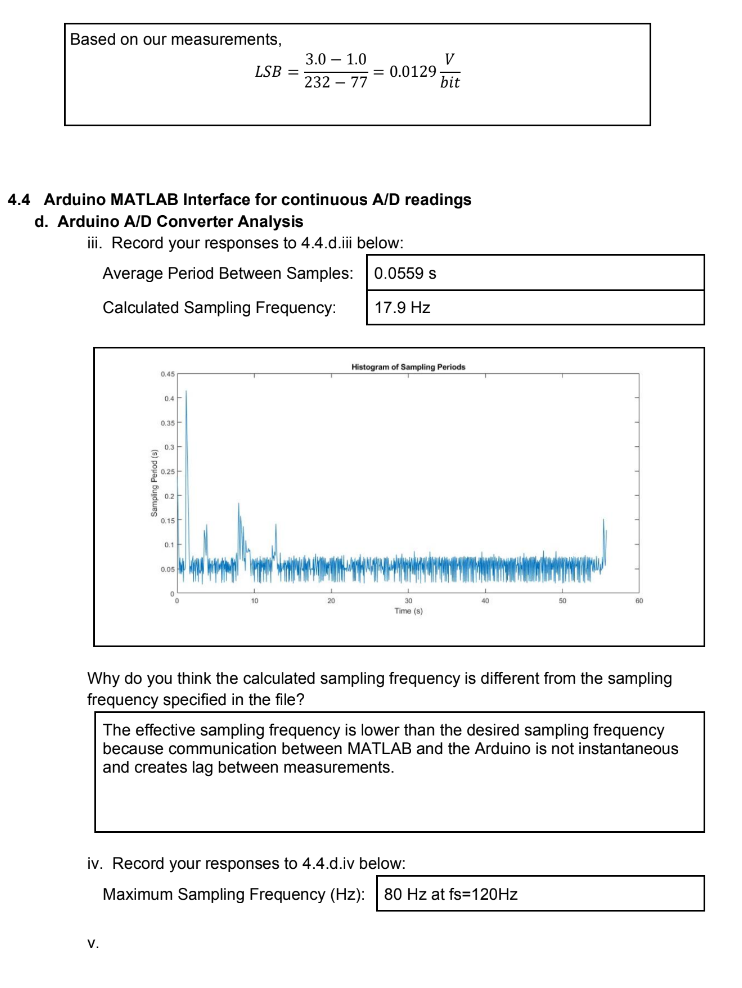 Based on our measurements,
LSB = (3.0 − 1.0)/(232 − 77) = 0.0129 V/bit
4.4 Arduino MATLAB Interface for continuous A/D readings
d. Arduino A/D Converter Analysis
iii. Record your responses to 4.4.d.iii below:
Average Period Between Samples: 0.0559 s
Calculated Sampling Frequency: 17.9 Hz
Histogram of Sampling Periods
0.45
0.4
0.35
0.3
0.25
0.2
0.15
0.1
0.05
0
Sampling Period (s)
0 10 20 30 40 50 60
Time (s)
Why do you think the calculated sampling frequency is different from the sampling
frequency specified in the file?
The effective sampling frequency is lower than the desired sampling frequency
because communication between MATLAB and the Arduino is not instantaneous
and creates lag between measurements.
iv. Record your responses to 4.4.d.iv below:
Maximum Sampling Frequency (Hz): 80 Hz at fs=120Hz
v.